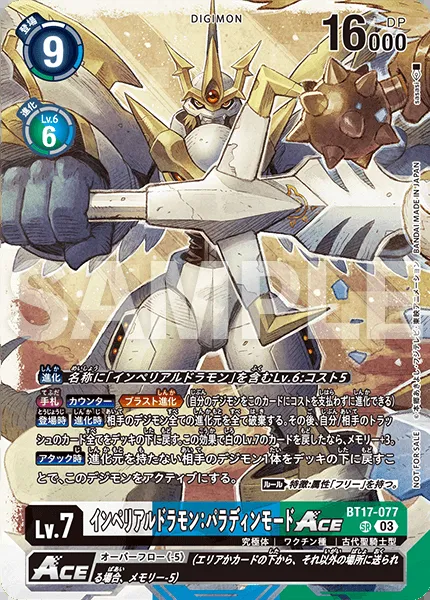 DIGIMON
登場
9
DP
16000
進化
Lv.6
6
sasasi
SAMPLE
BANDAI MADE IN JAPAN
NOT FOR SALE
進化 名称に「インペリアルドラモン」を含むLv.6:コスト5
手札 カウンター ブラスト進化 (自分のデジモンをこのカードにコストを支払わずに進化できる)
登場時 進化時 相手のデジモン全ての進化元を全て破棄する。その後、自分/相手のトラ
ッシュのカード全てをデッキの下に戻す。この効果で白のLv.7のカードを戻したなら、メモリー+3。
アタック時 進化元を持たない相手のデジモン1体をデッキの下に戻すこ
とで、このデジモンをアクティブにする。
ルール 特徴:属性「フリー」を持つ。
Lv.7
インペリアルドラモン:パラディンモードACE
BT17-077
SR 03
究極体 ワクチン種 古代聖騎士型
ACE
オーバーフロー《-5》
(エリアかカードの下から、それ以外の場所に送られ
る場合、メモリー-5)